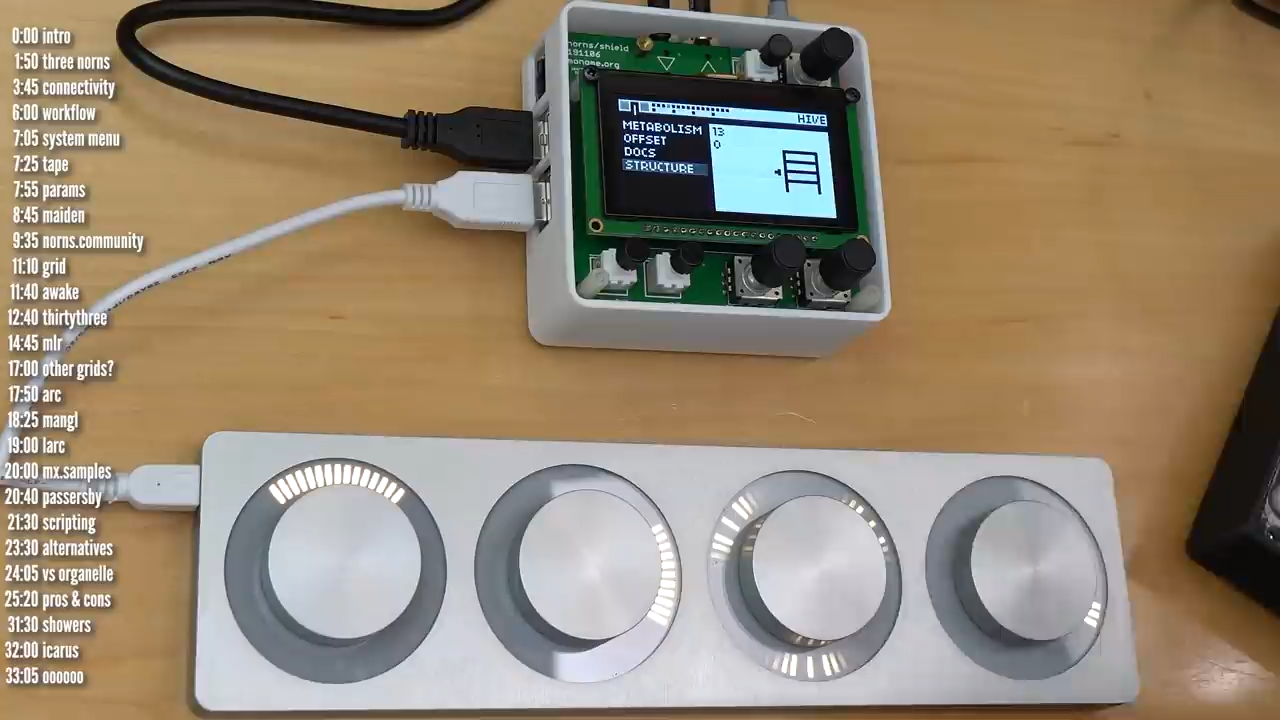 0:00 intro
1:50 three norns
3:45 connectivity
6:00 workflow
7:05 system menu
7:25 tape
7:55 params
8:45 maiden
9:35 norns.community
11:10 grid
11:40 awake
12:40 thirtythree
14:45 mlr
17:00 other grids?
17:50 arc
18:25 mangl
19:00 larc
20:00 mx.samples
20:40 passersby
21:30 scripting
23:30 alternatives
24:05 vs organelle
25:20 pros & cons
31:30 showers
32:00 icarus
33:05 oooooo
norns/shield
191106
monome.org
HIVE
METABOLISM 13
OFFSET 0
DOCS
STRUCTURE